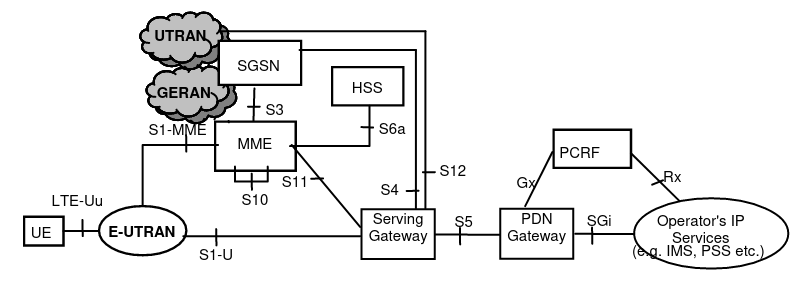 UTRAN
SGSN
GERAN
HSS
S3
S1-MME
S6a
MME
PCRF
S12
S11
Gx
Rx
S4
S10
LTE-Uu
Serving
Gateway
PDN
Gateway
Operator's IP
Services
(e.g. IMS, PSS etc.)
UE
E-UTRAN
S5
SGi
S1-U